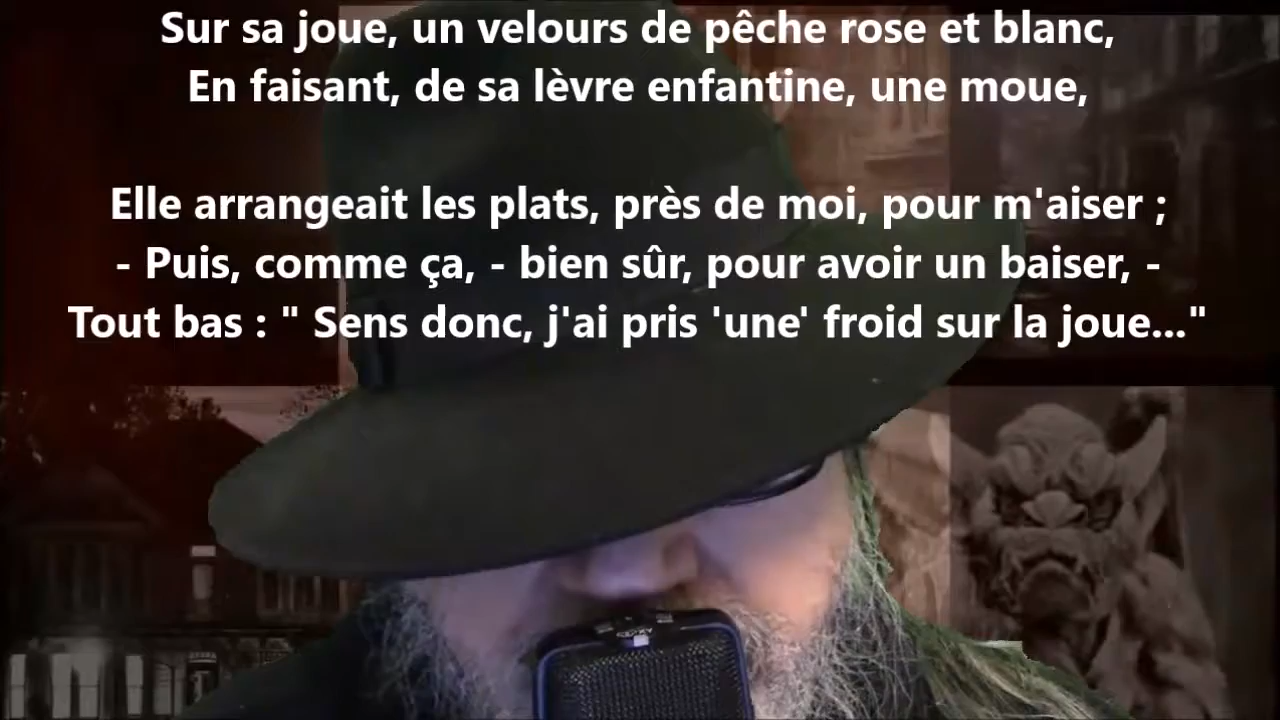 Sur sa joue, un velours de pêche rose et blanc,
En faisant, de sa lèvre enfantine, une moue,
Elle arrangeait les plats, près de moi, pour m'aiser ;
- Puis, comme ça, - bien sûr, pour avoir un baiser, -
Tout bas : " Sens donc, j'ai pris 'une' froid sur la joue..."